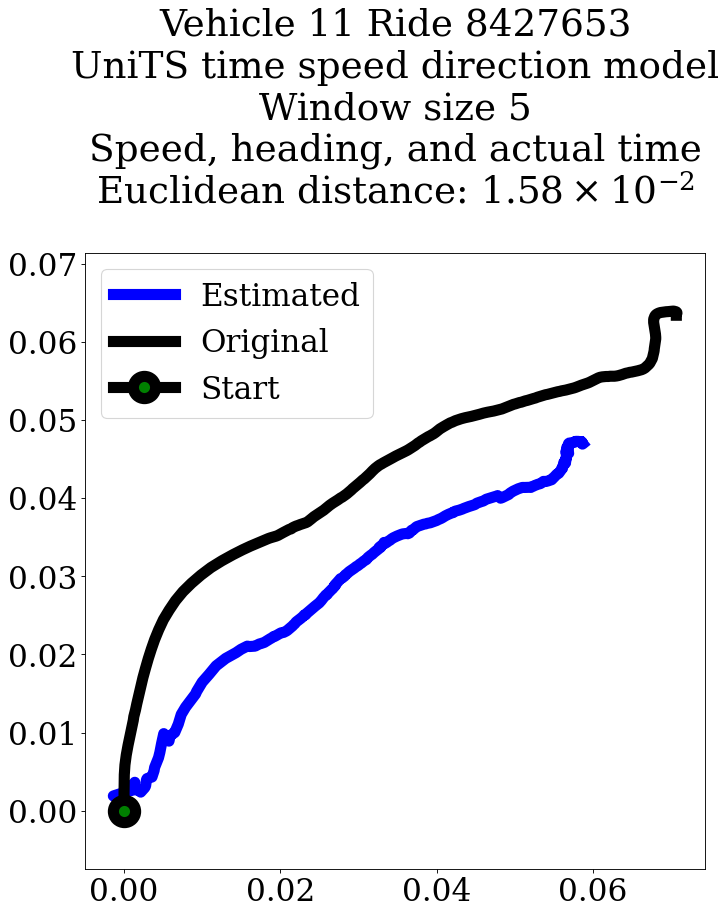 Vehicle 11 Ride 8427653
UniTS time speed direction model
Window size 5
Speed, heading, and actual time
Euclidean distance: 1.58 × 10⁻²
0.07
0.06
0.05
0.04
0.03
0.02
0.01
0.00
Estimated
Original
Start
0.00 0.02 0.04 0.06